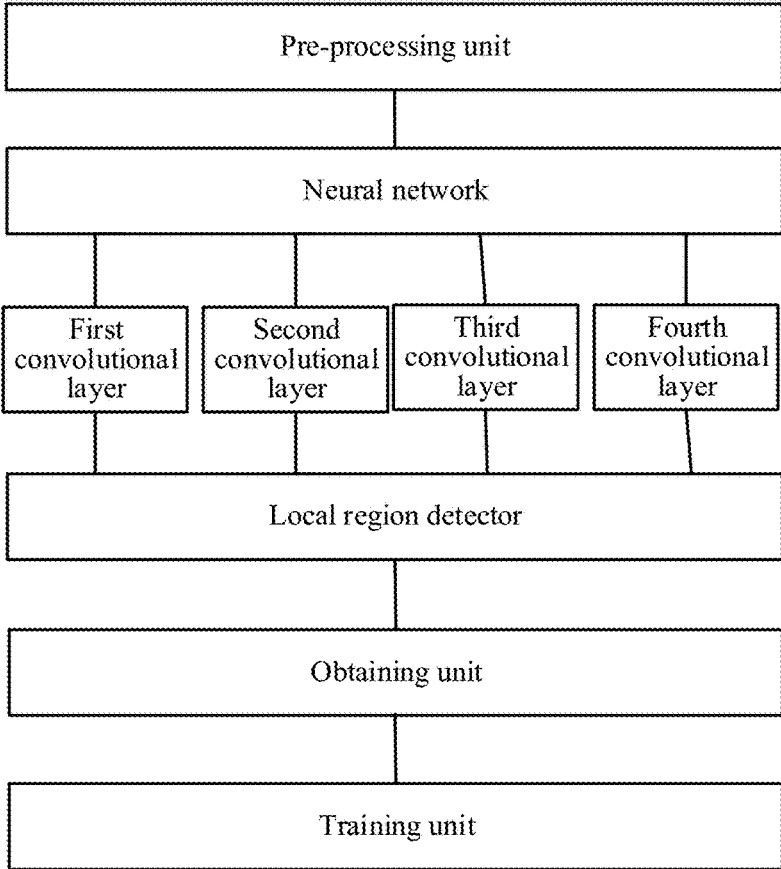 Pre-processing unit
Neural network
First
convolutional
layer
Second
convolutional
layer
Third
convolutional
layer
Fourth
convolutional
layer
Local region detector
Obtaining unit
Training unit